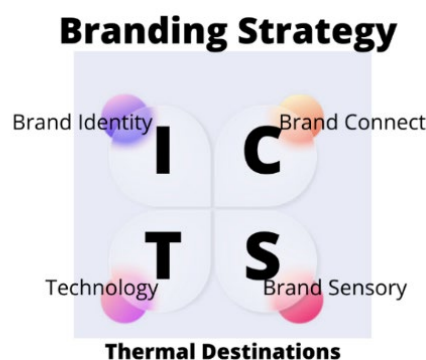 Branding Strategy
Brand Identity Brand Connect
I C
T S
Technology Brand Sensory
Thermal Destinations